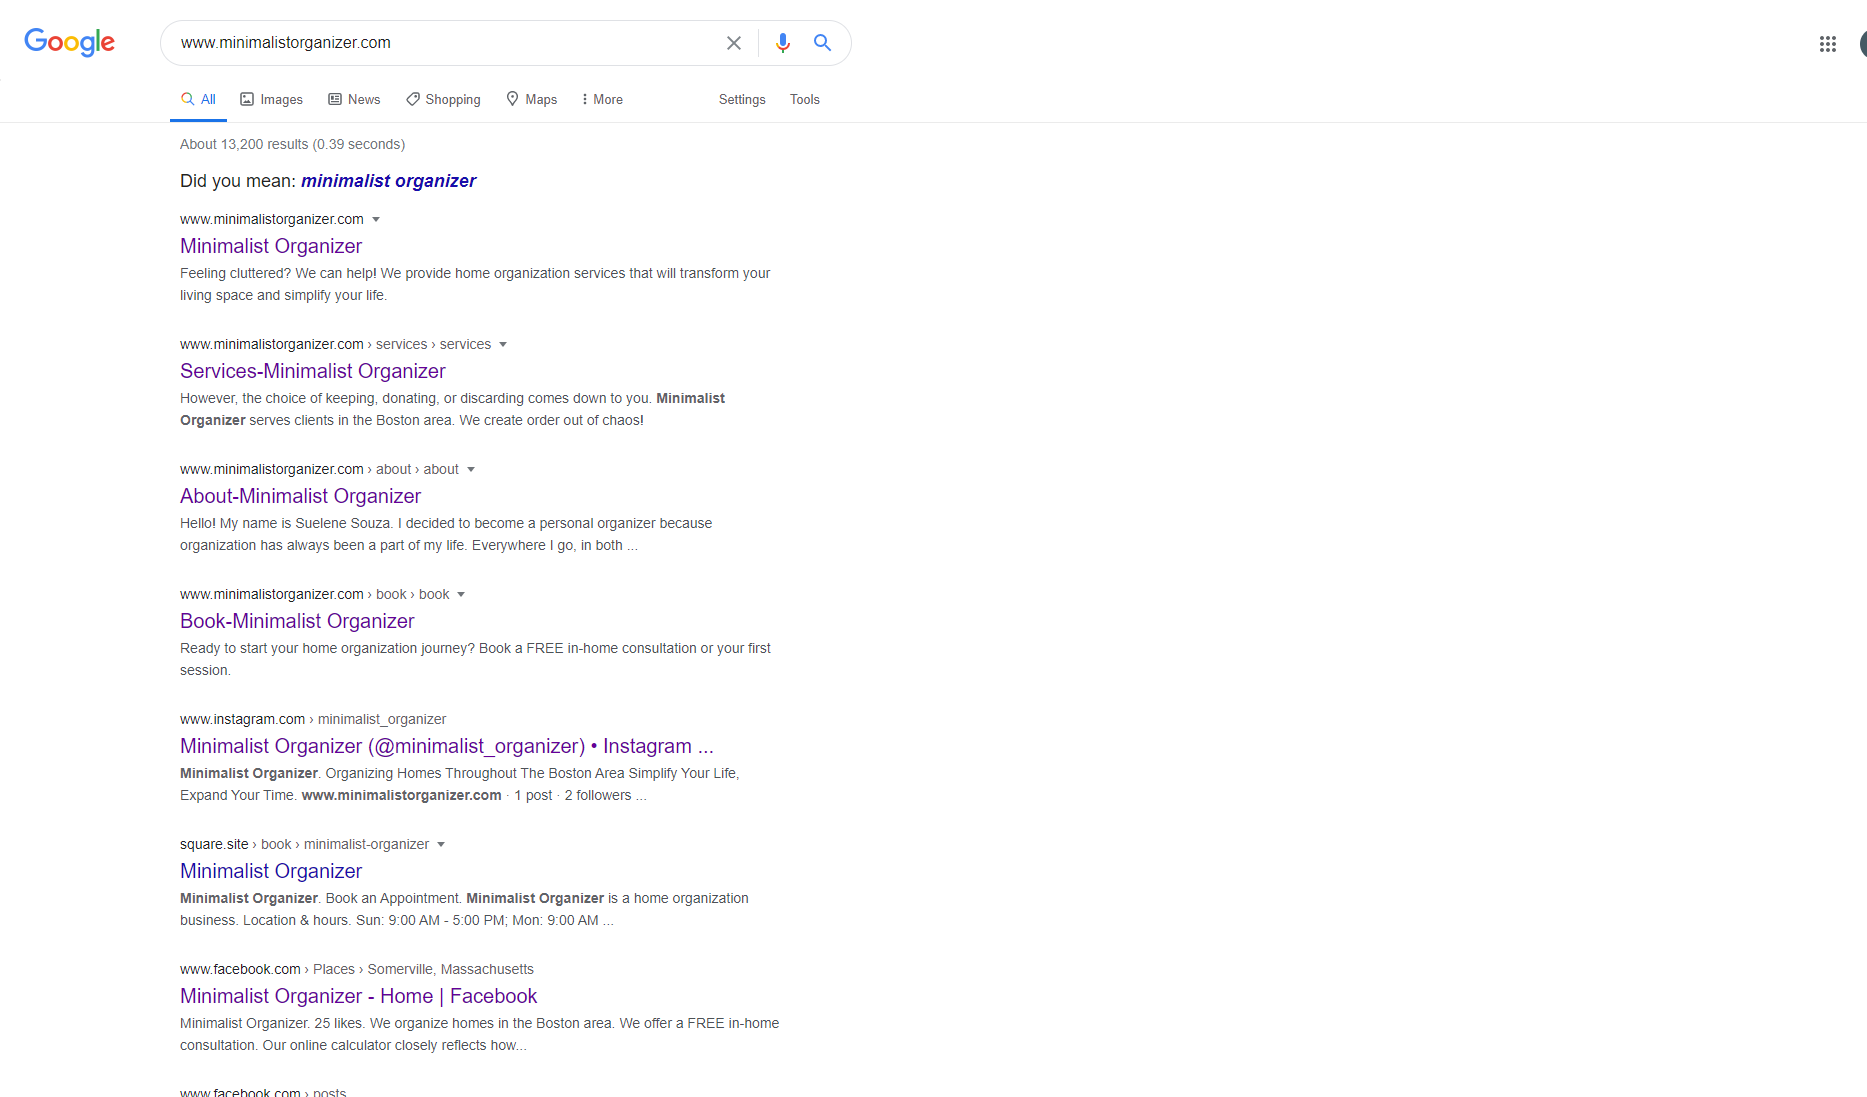 Google
www.minimalistorganizer.com
All Images News Shopping Maps More Settings Tools
About 13,200 results (0.39 seconds)
Did you mean: minimalist organizer
www.minimalistorganizer.com
Minimalist Organizer
Feeling cluttered? We can help! We provide home organization services that will transform your
living space and simplify your life.
www.minimalistorganizer.com › services › services
Services-Minimalist Organizer
However, the choice of keeping, donating, or discarding comes down to you. Minimalist
Organizer serves clients in the Boston area. We create order out of chaos!
www.minimalistorganizer.com › about › about
About-Minimalist Organizer
Hello! My name is Suelene Souza. I decided to become a personal organizer because
organization has always been a part of my life. Everywhere I go, in both ...
www.minimalistorganizer.com › book › book
Book-Minimalist Organizer
Ready to start your home organization journey? Book a FREE in-home consultation or your first
session.
www.instagram.com › minimalist_organizer
Minimalist Organizer (@minimalist_organizer) • Instagram ...
Minimalist Organizer. Organizing Homes Throughout The Boston Area Simplify Your Life,
Expand Your Time. www.minimalistorganizer.com · 1 post · 2 followers ...
square.site › book › minimalist-organizer
Minimalist Organizer
Minimalist Organizer. Book an Appointment. Minimalist Organizer is a home organization
business. Location & hours. Sun: 9:00 AM - 5:00 PM; Mon: 9:00 AM ...
www.facebook.com › Places › Somerville, Massachusetts
Minimalist Organizer - Home | Facebook
Minimalist Organizer. 25 likes. We organize homes in the Boston area. We offer a FREE in-home
consultation. Our online calculator closely reflects how...
www.facebook.com › posts